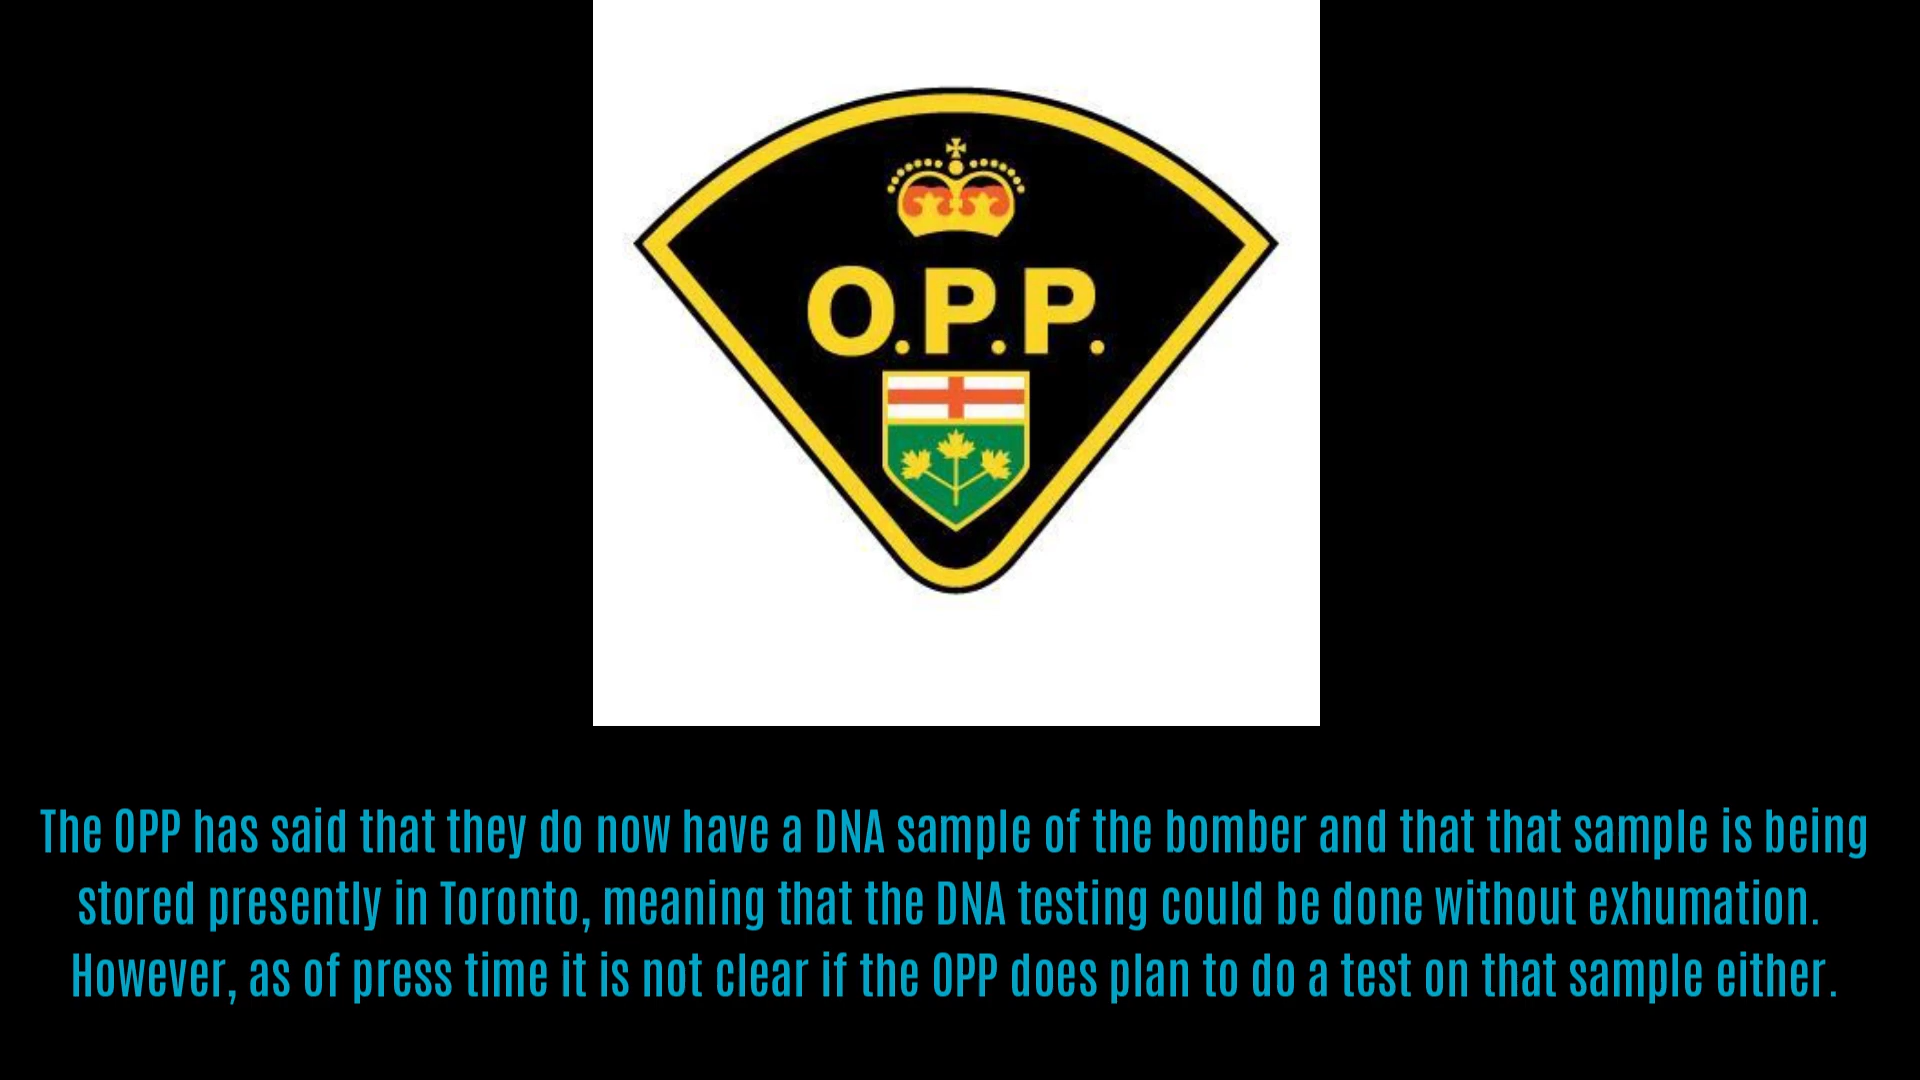 O.P.P.
The OPP has said that they do now have a DNA sample of the bomber and that that sample is being
stored presently in Toronto, meaning that the DNA testing could be done without exhumation.
However, as of press time it is not clear if the OPP does plan to do a test on that sample either.